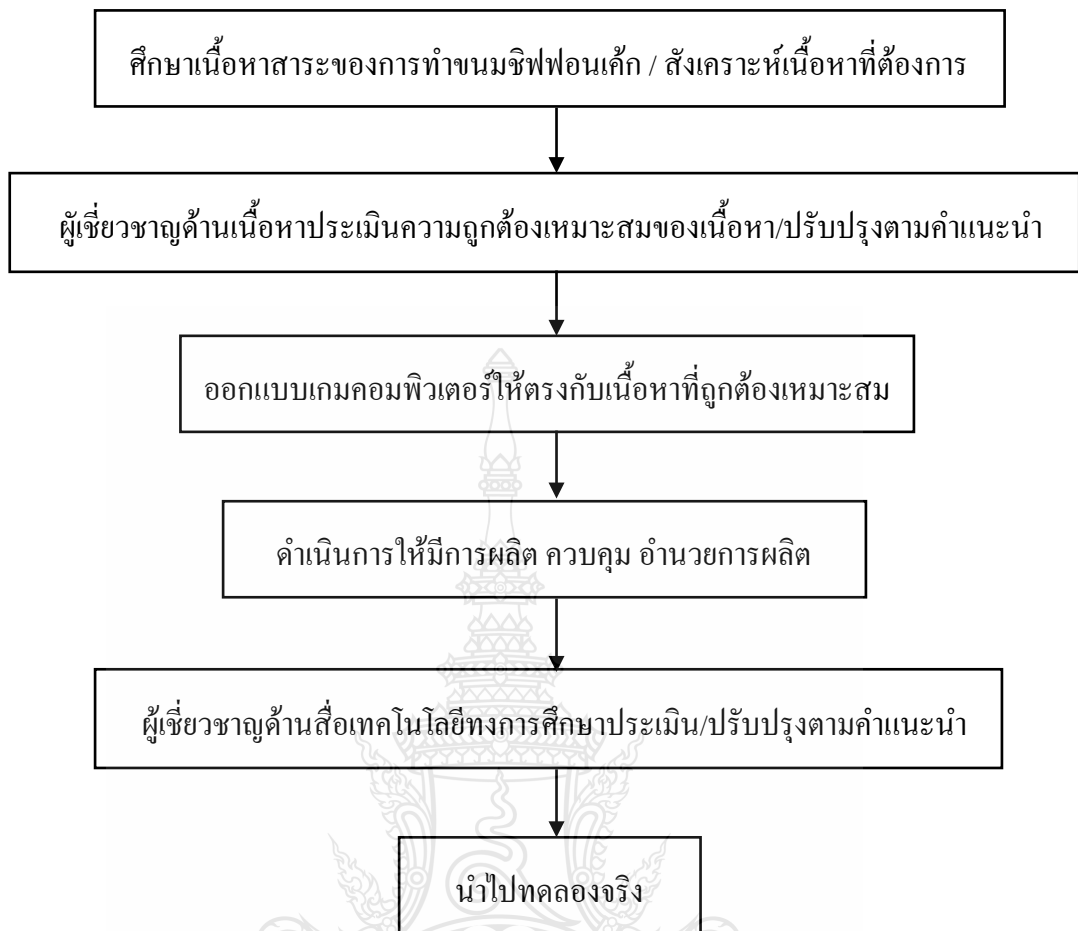 ศึกษาเนื้อหาสาระของการทำขนมชิฟฟอนเค้ก / สังเคราะห์เนื้อหาที่ต้องการ
ผู้เชี่ยวชาญด้านเนื้อหาประเมินความถูกต้องเหมาะสมของเนื้อหา/ปรับปรุงตามคำแนะนำ
ออกแบบเกมคอมพิวเตอร์ให้ตรงกับเนื้อหาที่ถูกต้องเหมาะสม
ดำเนินการให้มีการผลิต ควบคุม อำนวยการผลิต
ผู้เชี่ยวชาญด้านสื่อเทคโนโลยีทงการศึกษาประเมิน/ปรับปรุงตามคำแนะนำ
นำไปทดลองจริง